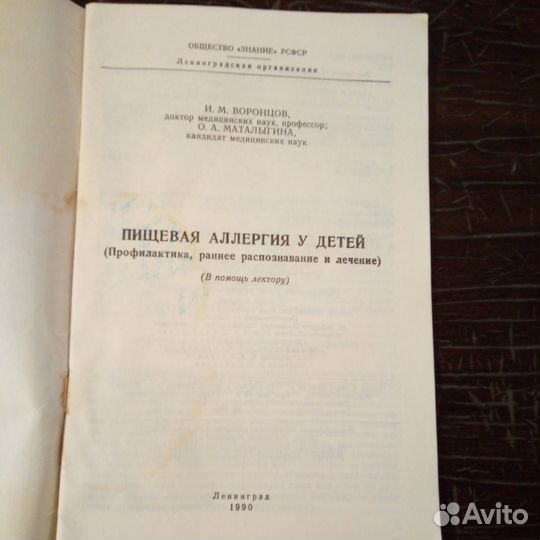 ОБЩЕСТВО «ЗНАНИЕ» РСФСР
Ленинградская организация
И. М. ВОРОНЦОВ,
доктор медицинских наук, профессор;
О. А. МАТАЛЫГИНА,
кандидат медицинских наук
ПИЩЕВАЯ АЛЛЕРГИЯ У ДЕТЕЙ
(Профилактика, раннее распознавание и лечение)
(В помощь лектору)
Ленинград
1990
Avito